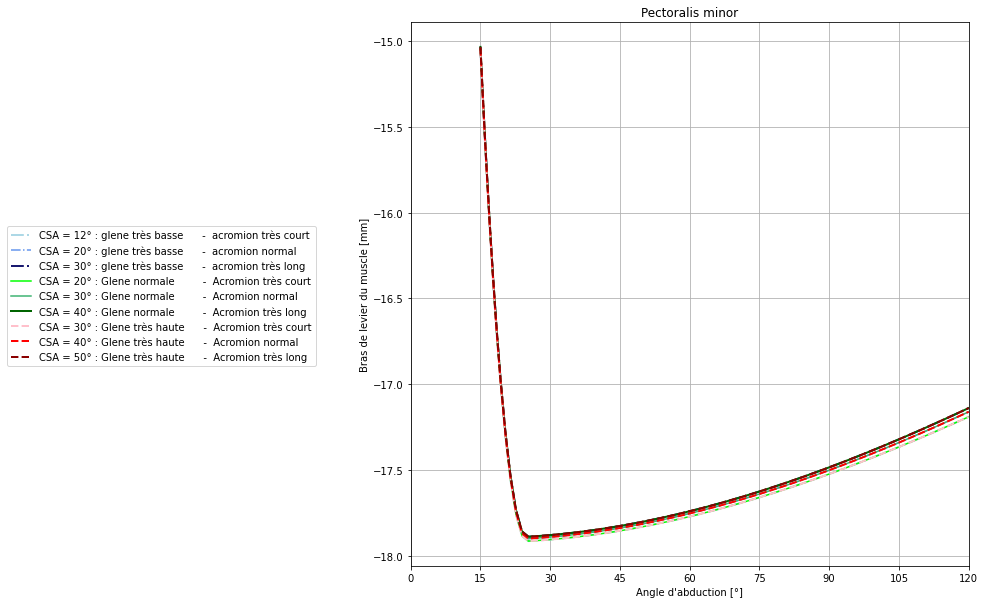 Pectoralis minor
CSA = 12° : glene très basse - acromion très court
CSA = 20° : glene très basse - acromion normal
CSA = 30° : glene très basse - acromion très long
CSA = 20° : Glene normale - Acromion très court
CSA = 30° : Glene normale - Acromion normal
CSA = 40° : Glene normale - Acromion très long
CSA = 30° : Glene très haute - Acromion très court
CSA = 40° : Glene très haute - Acromion normal
CSA = 50° : Glene très haute - Acromion très long
Bras de levier du muscle [mm]
−15.0
−15.5
−16.0
−16.5
−17.0
−17.5
−18.0
0 15 30 45 60 75 90 105 120
Angle d'abduction [°]